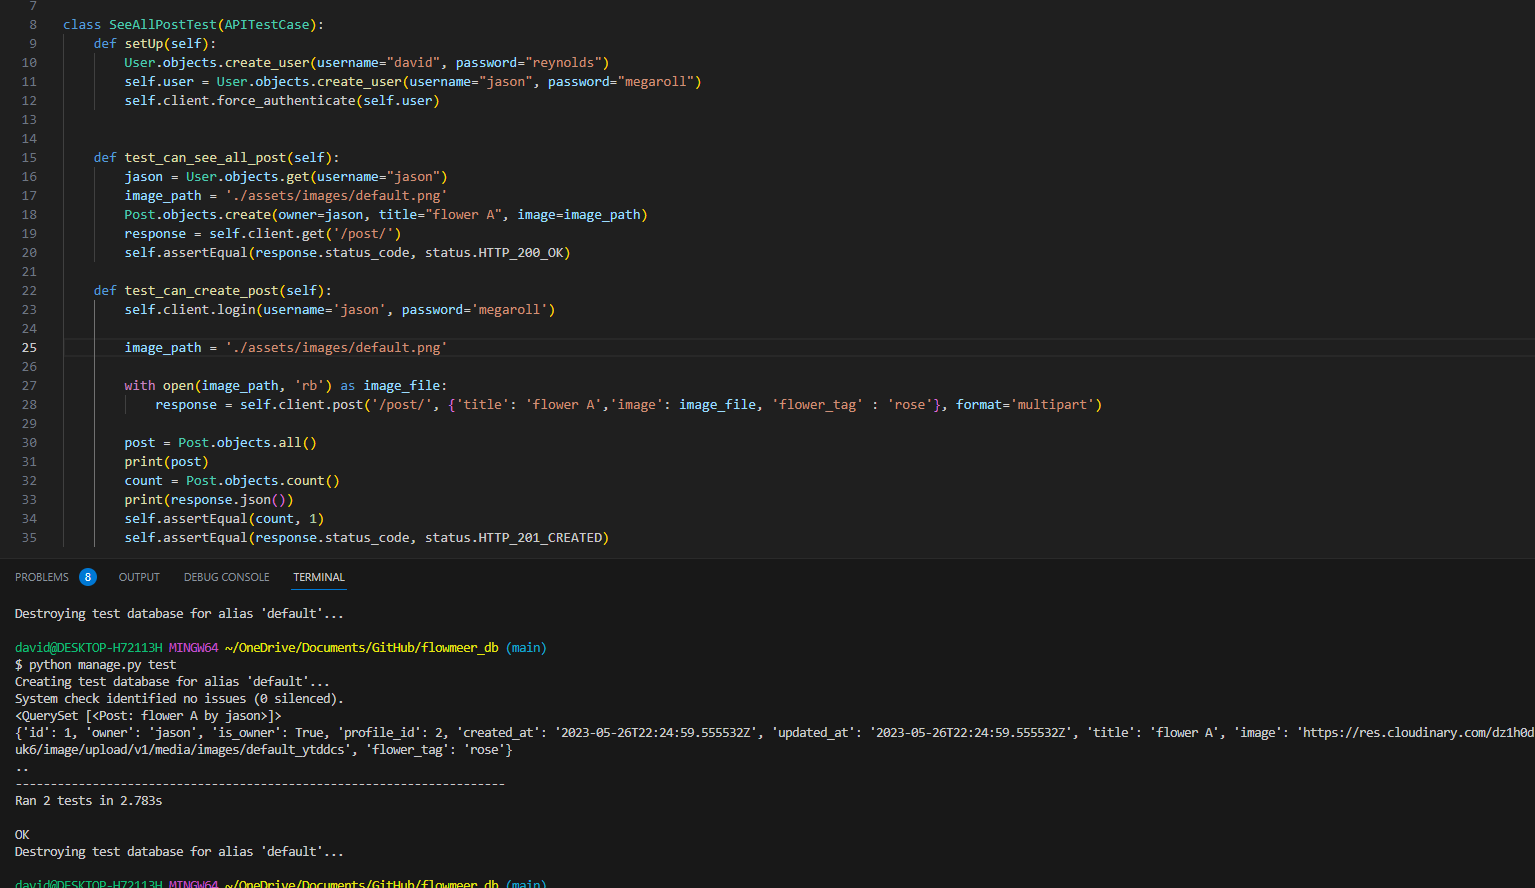 7
8 class SeeAllPostTest(APITestCase):
9 def setUp(self):
10 User.objects.create_user(username="david", password="reynolds")
11 self.user = User.objects.create_user(username="jason", password="megaroll")
12 self.client.force_authenticate(self.user)
13
14
15 def test_can_see_all_post(self):
16 jason = User.objects.get(username="jason")
17 image_path = './assets/images/default.png'
18 Post.objects.create(owner=jason, title="flower A", image=image_path)
19 response = self.client.get('/post/')
20 self.assertEqual(response.status_code, status.HTTP_200_OK)
21
22 def test_can_create_post(self):
23 self.client.login(username='jason', password='megaroll')
24
25 image_path = './assets/images/default.png'
26
27 with open(image_path, 'rb') as image_file:
28 response = self.client.post('/post/', {'title': 'flower A','image': image_file, 'flower_tag' : 'rose'}, format='multipart')
29
30 post = Post.objects.all()
31 print(post)
32 count = Post.objects.count()
33 print(response.json())
34 self.assertEqual(count, 1)
35 self.assertEqual(response.status_code, status.HTTP_201_CREATED)
PROBLEMS 8 OUTPUT DEBUG CONSOLE TERMINAL
Destroying test database for alias 'default'...
david@DESKTOP-H72113H MINGW64 ~/OneDrive/Documents/GitHub/flowmeer_db (main)
$ python manage.py test
Creating test database for alias 'default'...
System check identified no issues (0 silenced).
<QuerySet [<Post: flower A by jason>]>
{'id': 1, 'owner': 'jason', 'is_owner': True, 'profile_id': 2, 'created_at': '2023-05-26T22:24:59.555532Z', 'updated_at': '2023-05-26T22:24:59.555532Z', 'title': 'flower A', 'image': 'https://res.cloudinary.com/dz1h0d
uk6/image/upload/v1/media/images/default_ytddcs', 'flower_tag': 'rose'}
..
----------------------------------------------------------------------
Ran 2 tests in 2.783s
OK
Destroying test database for alias 'default'...
david@DESKTOP-H72113H MINGW64 ~/OneDrive/Documents/GitHub/flowmeer_db (main)